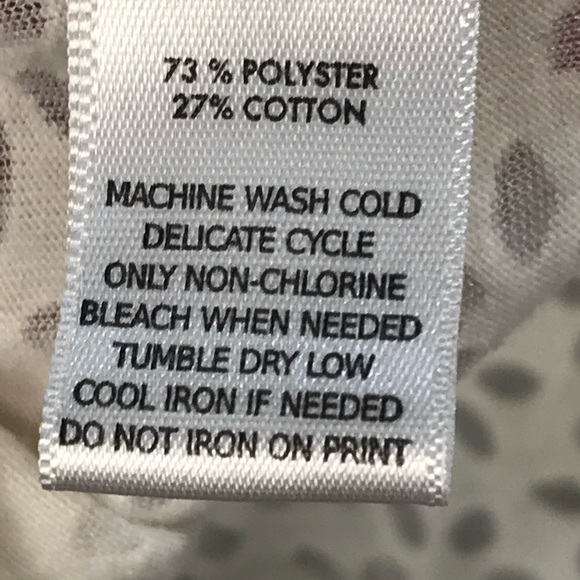 73 % POLYSTER
27% COTTON
MACHINE WASH COLD
DELICATE CYCLE
ONLY NON-CHLORINE
BLEACH WHEN NEEDED
TUMBLE DRY LOW
COOL IRON IF NEEDED
DO NOT IRON ON PRINT